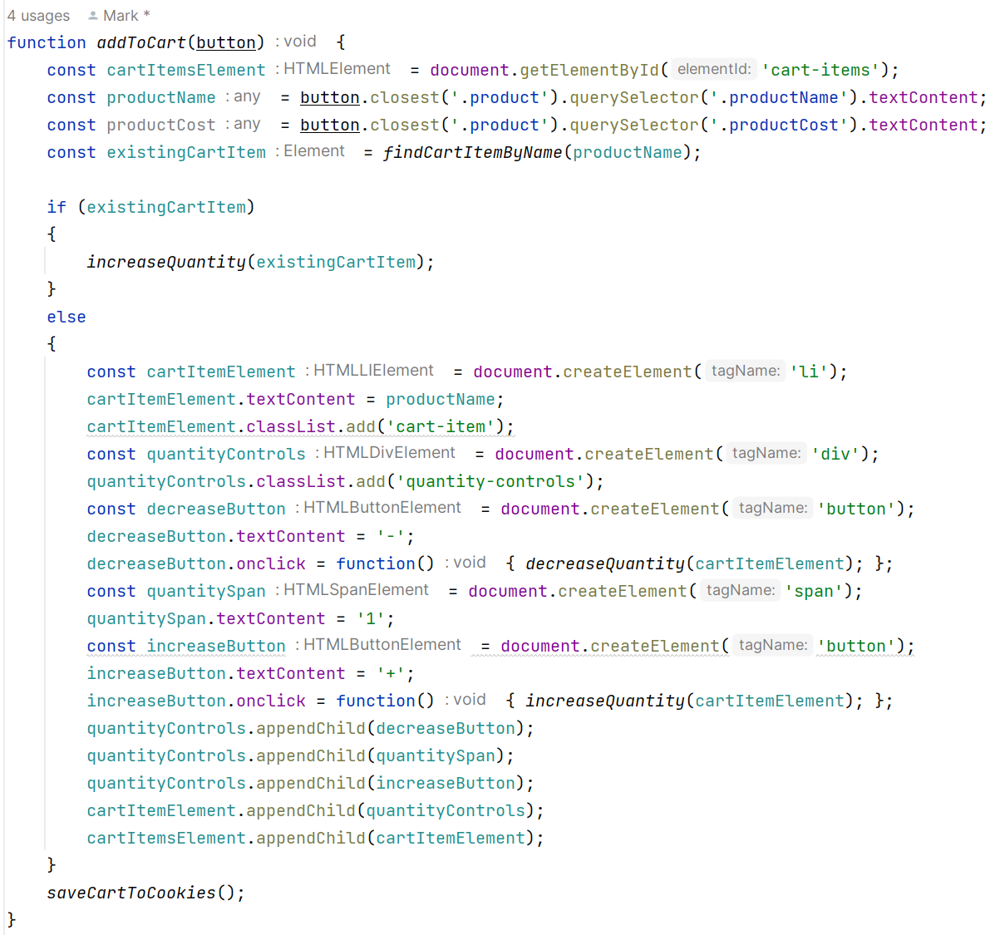 4 usages Mark *
function addToCart(button) : void {
    const cartItemsElement : HTMLElement = document.getElementById( elementId: 'cart-items');
    const productName : any = button.closest('.product').querySelector('.productName').textContent;
    const productCost : any = button.closest('.product').querySelector('.productCost').textContent;
    const existingCartItem : Element = findCartItemByName(productName);
    if (existingCartItem)
    {
        increaseQuantity(existingCartItem);
    }
    else
    {
        const cartItemElement : HTMLLIElement = document.createElement( tagName: 'li');
        cartItemElement.textContent = productName;
        cartItemElement.classList.add('cart-item');
        const quantityControls : HTMLDivElement = document.createElement( tagName: 'div');
        quantityControls.classList.add('quantity-controls');
        const decreaseButton : HTMLButtonElement = document.createElement( tagName: 'button');
        decreaseButton.textContent = '-';
        decreaseButton.onclick = function() : void { decreaseQuantity(cartItemElement); };
        const quantitySpan : HTMLSpanElement = document.createElement( tagName: 'span');
        quantitySpan.textContent = '1';
        const increaseButton : HTMLButtonElement = document.createElement( tagName: 'button');
        increaseButton.textContent = '+';
        increaseButton.onclick = function() : void { increaseQuantity(cartItemElement); };
        quantityControls.appendChild(decreaseButton);
        quantityControls.appendChild(quantitySpan);
        quantityControls.appendChild(increaseButton);
        cartItemElement.appendChild(quantityControls);
        cartItemsElement.appendChild(cartItemElement);
    }
    saveCartToCookies();
}